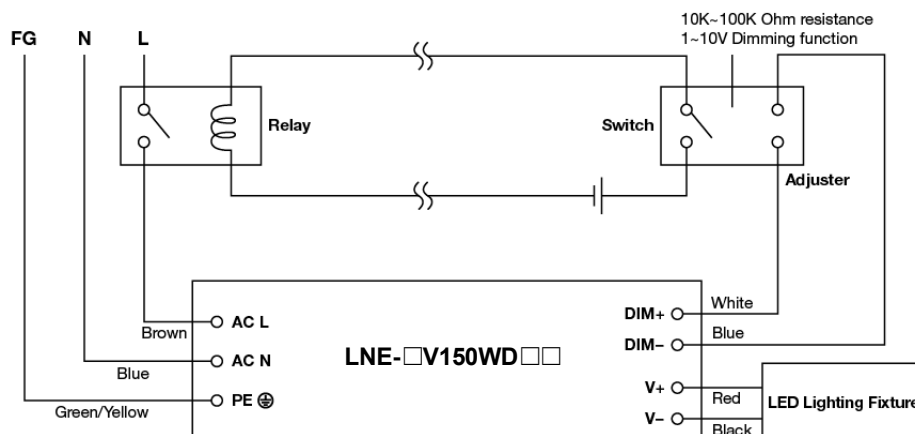 10K~100K Ohm resistance
1~10V Dimming function
FG
N
L
Relay
Switch
Adjuster
Brown
AC L
Blue
AC N
Green/Yellow
PE
LNE-□V150WD□□
DIM+
White
DIM–
Blue
V+
Red
V–
Black
LED Lighting Fixture